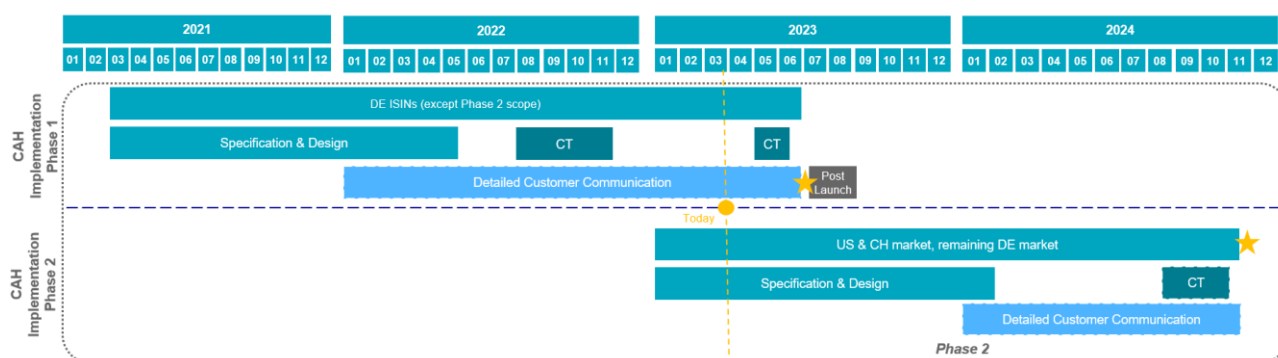 2021 2022 2023 2024
01 02 03 04 05 06 07 08 09 10 11 12 01 02 03 04 05 06 07 08 09 10 11 12 01 02 03 04 05 06 07 08 09 10 11 12 01 02 03 04 05 06 07 08 09 10 11 12
CAH
Implementation
Phase 1
DE ISINs (except Phase 2 scope)
Specification & Design CT CT
Detailed Customer Communication
Post
Launch
Today
CAH
Implementation
Phase 2
US & CH market, remaining DE market
Specification & Design CT
Detailed Customer Communication
Phase 2